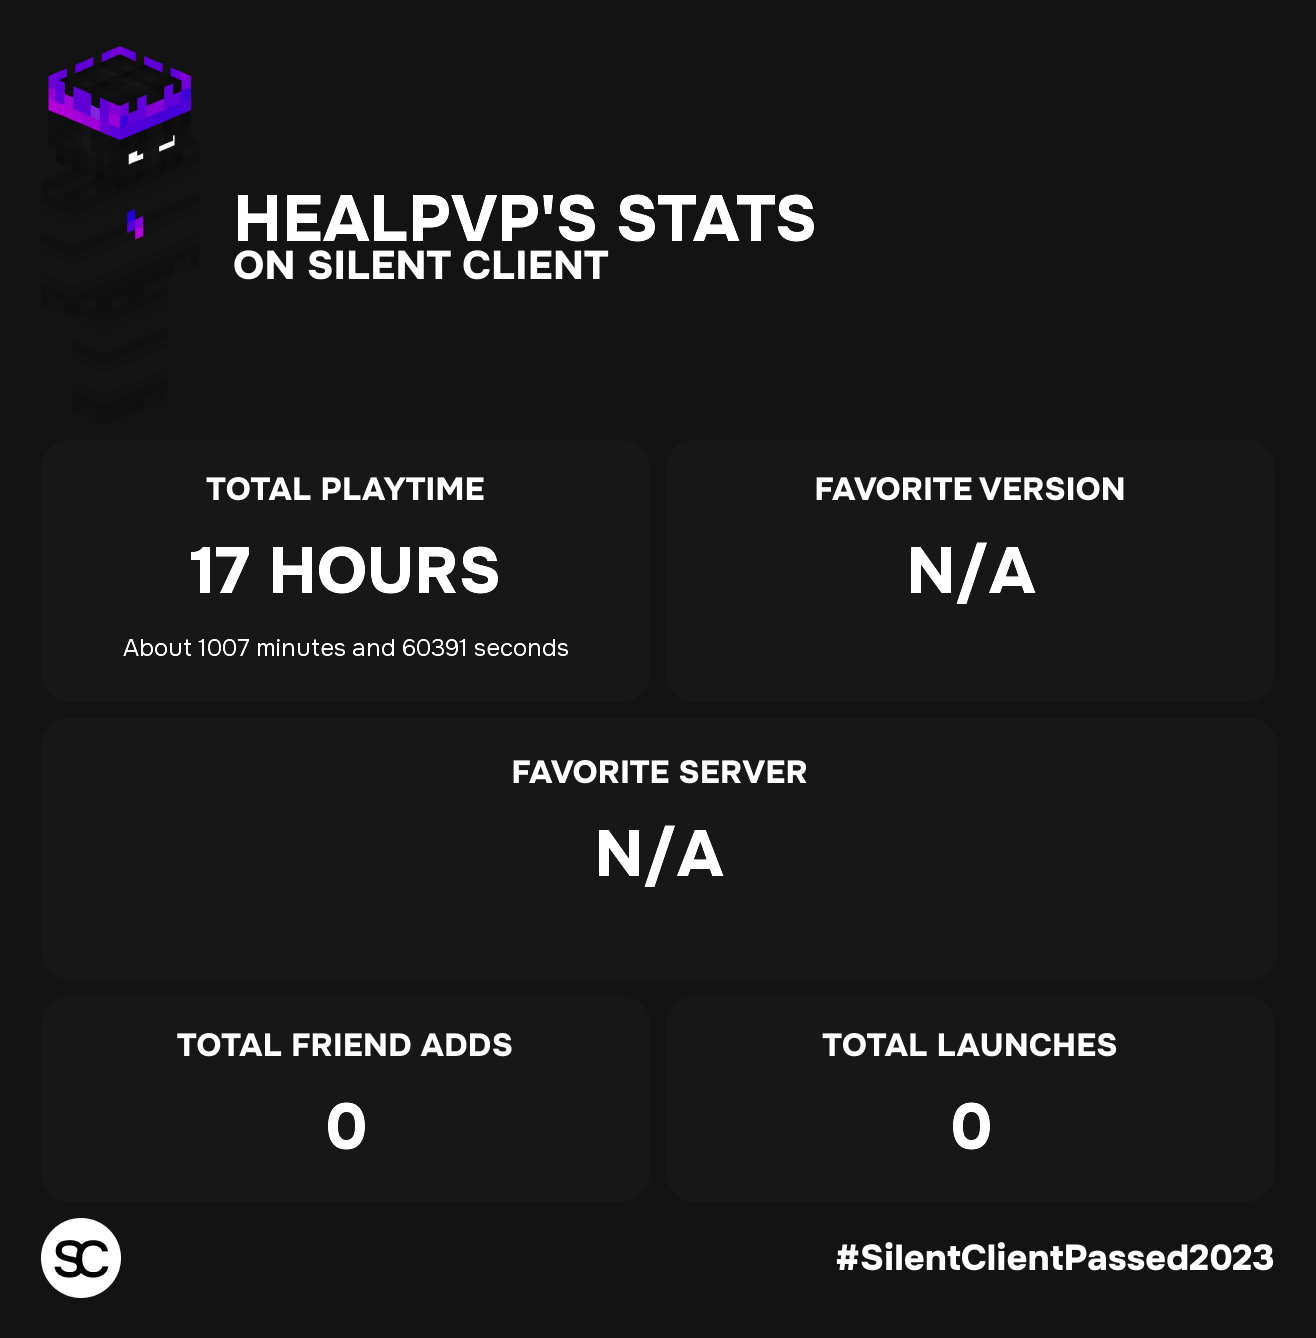 HEALPVP'S STATS
ON SILENT CLIENT
TOTAL PLAYTIME
17 HOURS
About 1007 minutes and 60391 seconds
FAVORITE VERSION
N/A
FAVORITE SERVER
N/A
TOTAL FRIEND ADDS
0
TOTAL LAUNCHES
0
SC
#SilentClientPassed2023